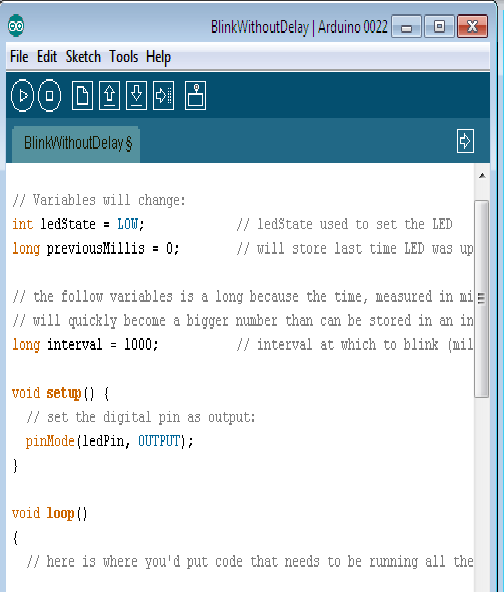 BlinkWithoutDelay | Arduino 0022
File Edit Sketch Tools Help
BlinkWithoutDelay §
// Variables will change:
int ledState = LOW; // ledState used to set the LED
long previousMillis = 0; // will store last time LED was up
// the follow variables is a long because the time, measured in mi
// will quickly become a bigger number than can be stored in an in
long interval = 1000; // interval at which to blink (mil
void setup() {
// set the digital pin as output:
pinMode(ledPin, OUTPUT);
}
void loop()
{
// here is where you'd put code that needs to be running all the